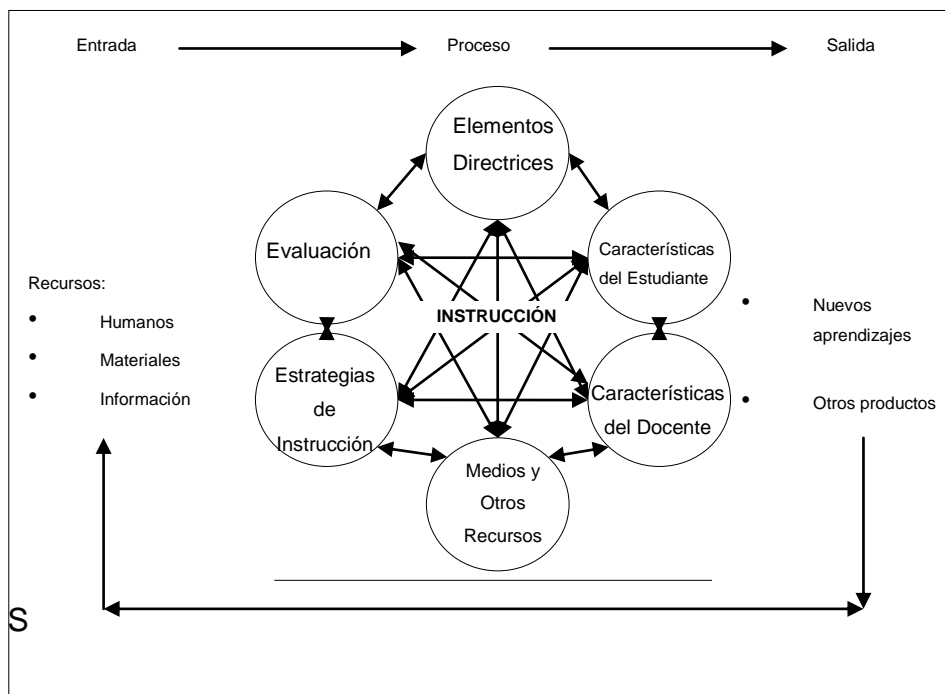 Entrada
Proceso
Salida
Elementos
Directrices
Evaluación
Características
del Estudiante
Recursos:
• Humanos
• Materiales
• Información
INSTRUCCIÓN
• Nuevos
aprendizajes
• Otros productos
Estrategias
de
Instrucción
Características
del Docente
Medios y
Otros
Recursos
S